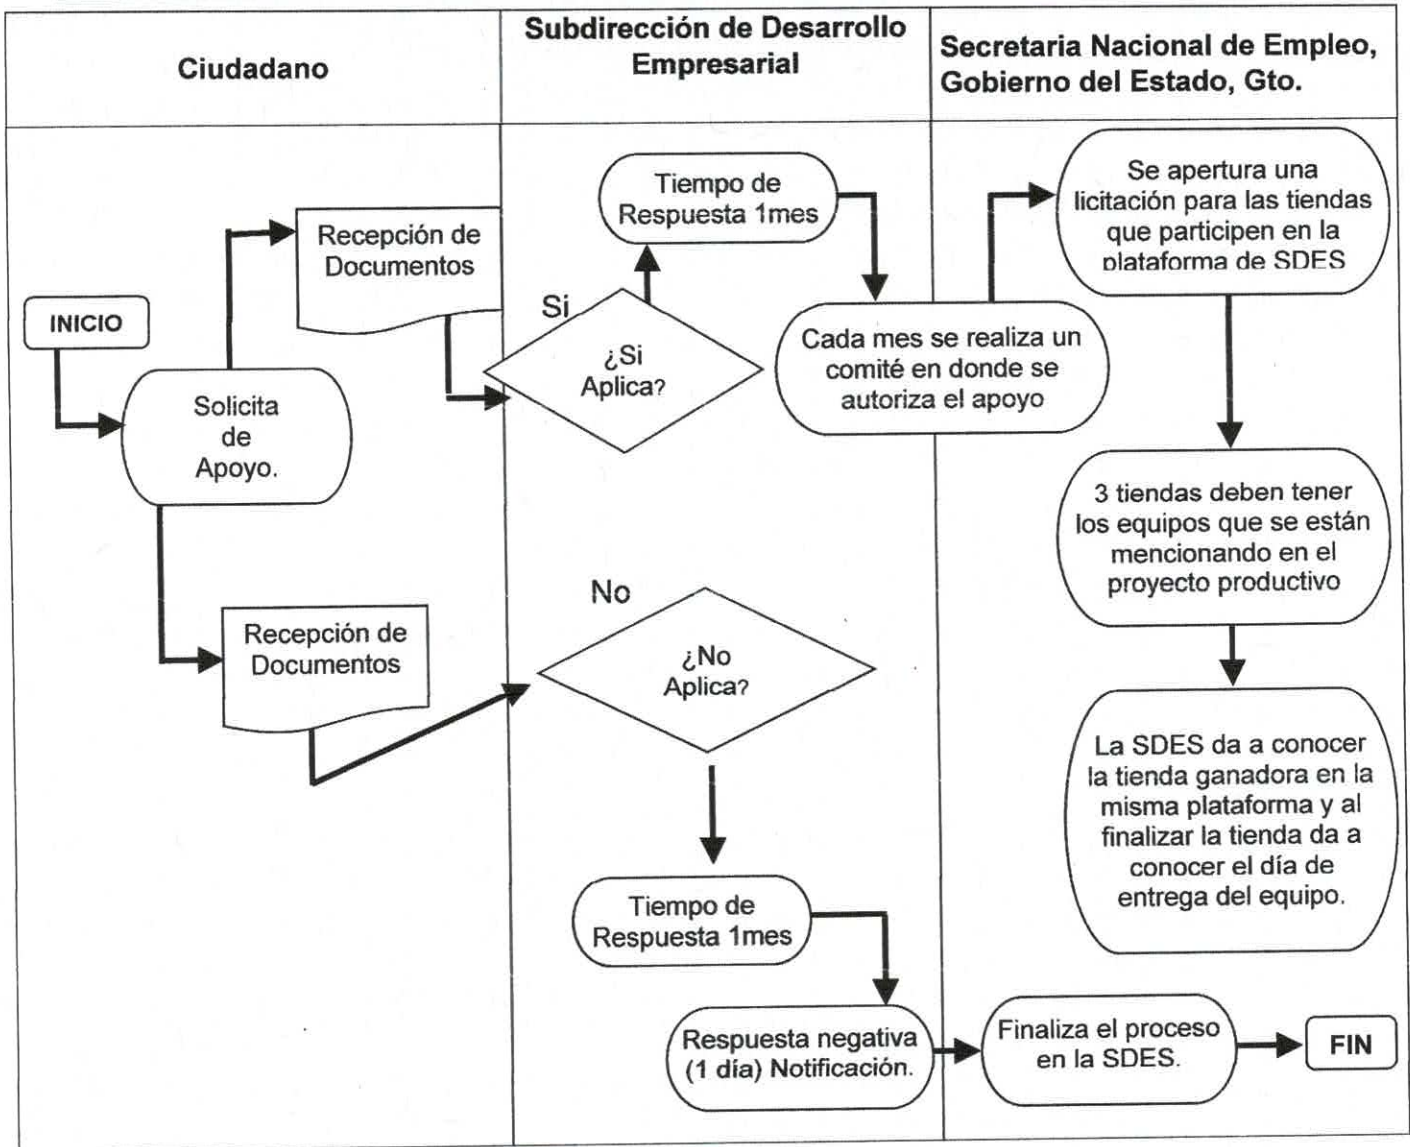 Ciudadano
Subdirección de Desarrollo
Empresarial
Secretaria Nacional de Empleo,
Gobierno del Estado, Gto.
INICIO
Solicita
de
Apoyo.
Recepción de
Documentos
Si
¿Si
Aplica?
Tiempo de
Respuesta 1mes
Cada mes se realiza un
comité en donde se
autoriza el apoyo
Se apertura una
licitación para las tiendas
que participen en la
plataforma de SDES
3 tiendas deben tener
los equipos que se están
mencionando en el
proyecto productivo
La SDES da a conocer
la tienda ganadora en la
misma plataforma y al
finalizar la tienda da a
conocer el día de
entrega del equipo.
Recepción de
Documentos
No
¿No
Aplica?
Tiempo de
Respuesta 1mes
Respuesta negativa
(1 día) Notificación.
Finaliza el proceso
en la SDES.
FIN